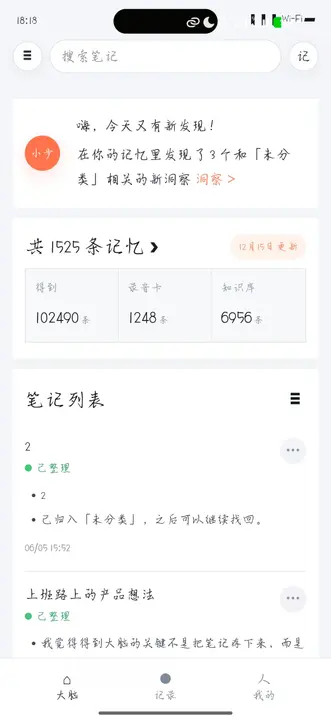 18:18
Wi-Fi
搜索笔记
记
小少
嗨，今天又有新发现！
在你的记忆里发现了3个和「未分
类」相关的新洞察 洞察 >
共 1525 条记忆 ›
12月15日 更新
得到
录音卡
知识库
102490 条
1248 条
6956 条
笔记列表
2
已整理
• 2
• 已归入「未分类」，之后可以继续找回。
06/05 15:52
上班路上的产品想法
已整理
• 我觉得得到大脑的关键不是把笔记存下来，而是
大脑
记录
我的